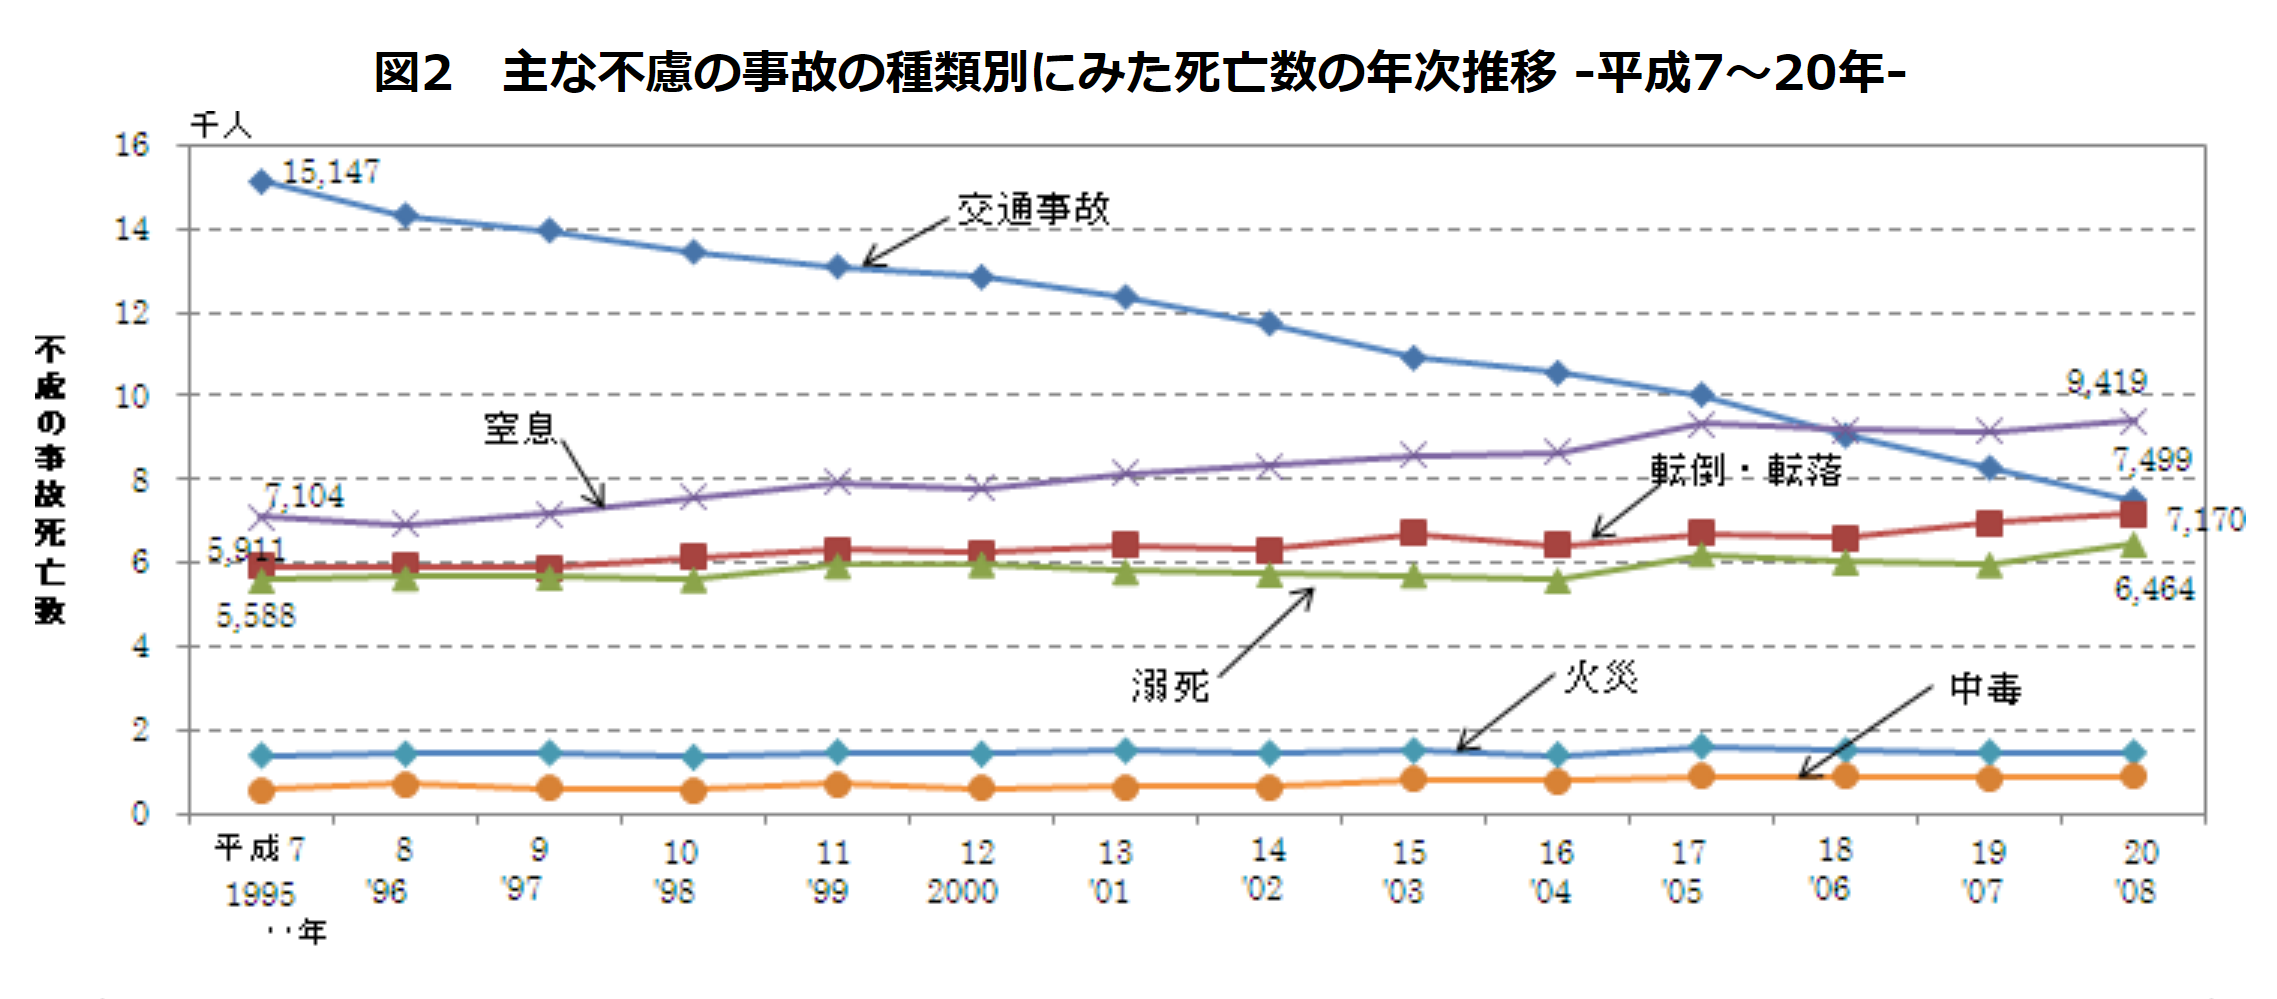 図2　主な不慮の事故の種類別にみた死亡数の年次推移 -平成7～20年-
千人
16
14
12
10
8
6
4
2
0
不慮の事故死亡数
15,147
交通事故
9,419
窒息
7,104
7,499
転倒・転落
7,170
5,911
5,588
6,464
溺死
火災
中毒
平成7 8 9 10 11 12 13 14 15 16 17 18 19 20
1995 '96 '97 '98 '99 2000 '01 '02 '03 '04 '05 '06 '07 '08
‥年